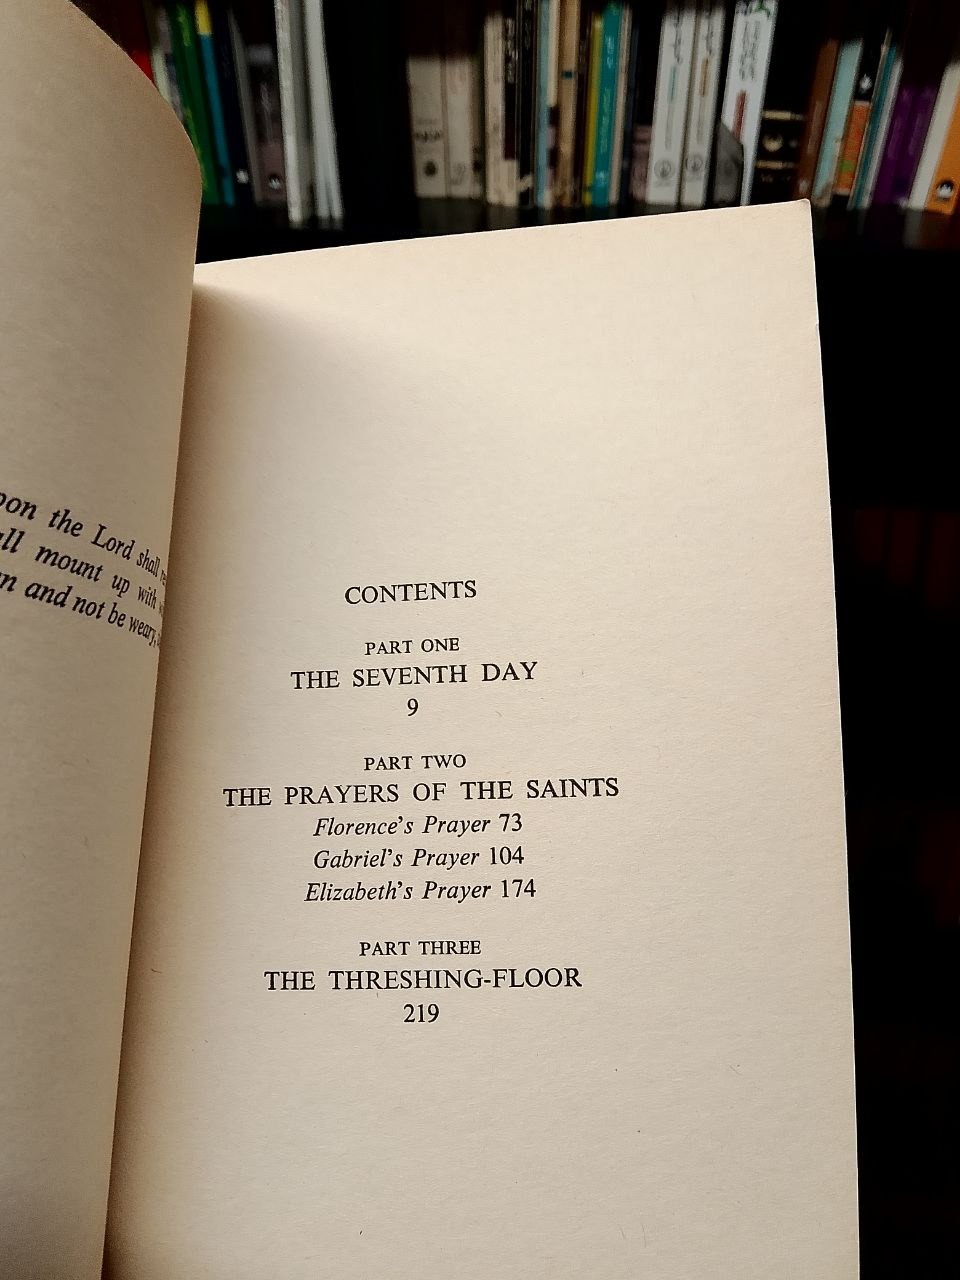 pon the Lord shall
all mount up with
n and not be weary,
CONTENTS
PART ONE
THE SEVENTH DAY
9
PART TWO
THE PRAYERS OF THE SAINTS
Florence's Prayer 73
Gabriel's Prayer 104
Elizabeth's Prayer 174
PART THREE
THE THRESHING-FLOOR
219